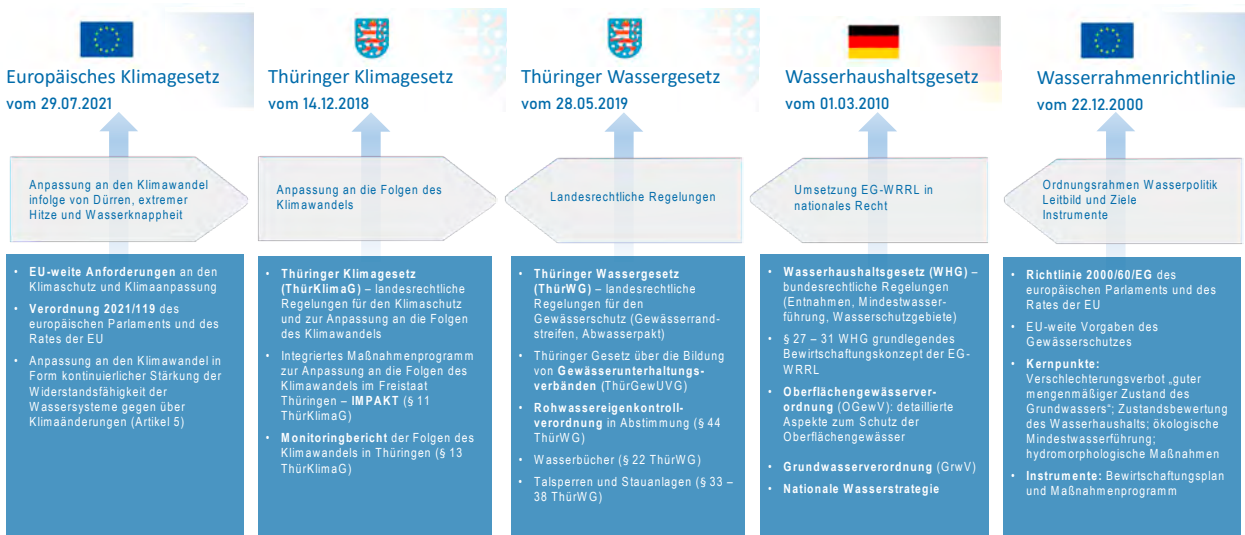 Europäisches Klimagesetz
vom 29.07.2021
Anpassung an den Klimawandel
infolge von Dürren, extremer
Hitze und Wasserknappheit
• EU-weite Anforderungen an den
Klimaschutz und Klimaanpassung
• Verordnung 2021/119 des
europäischen Parlaments und des
Rates der EU
• Anpassung an den Klimawandel in
Form kontinuierlicher Stärkung der
Widerstandsfähigkeit der
Wassersysteme gegen über
Klimaänderungen (Artikel 5)
Thüringer Klimagesetz
vom 14.12.2018
Anpassung an die Folgen des
Klimawandels
• Thüringer Klimagesetz
(ThürKlimaG) – landesrechtliche
Regelungen für den Klimaschutz
und zur Anpassung an die Folgen
des Klimawandels
• Integriertes Maßnahmenprogramm
zur Anpassung an die Folgen des
Klimawandels im Freistaat
Thüringen – IMPAKT (§ 11
ThürKlimaG)
• Monitoringbericht der Folgen des
Klimawandels in Thüringen (§ 13
ThürKlimaG)
Thüringer Wassergesetz
vom 28.05.2019
Landesrechtliche Regelungen
• Thüringer Wassergesetz
(ThürWG) – landesrechtliche
Regelungen für den
Gewässerschutz (Gewässerrand-
streifen, Abwasserpakt)
• Thüringer Gesetz über die Bildung
von Gewässerunterhaltungs-
verbänden (ThürGewUVG)
• Rohwassereigenkontroll-
verordnung in Abstimmung (§ 44
ThürWG)
• Wasserbücher (§ 22 ThürWG)
• Talsperren und Stauanlagen (§ 33 –
38 ThürWG)
Wasserhaushaltsgesetz
vom 01.03.2010
Umsetzung EG-WRRL in
nationales Recht
• Wasserhaushaltsgesetz (WHG) –
bundesrechtliche Regelungen
(Entnahmen, Mindestwasser-
führung, Wasserschutzgebiete)
• § 27 – 31 WHG grundlegendes
Bewirtschaftungskonzept der EG-
WRRL
• Oberflächengewässerver-
ordnung (OGewV): detaillierte
Aspekte zum Schutz der
Oberflächengewässer
• Grundwasserverordnung (GrwV)
• Nationale Wasserstrategie
Wasserrahmenrichtlinie
vom 22.12.2000
Ordnungsrahmen Wasserpolitik
Leitbild und Ziele
Instrumente
• Richtlinie 2000/60/EG des
europäischen Parlaments und des
Rates der EU
• EU-weite Vorgaben des
Gewässerschutzes
• Kernpunkte:
Verschlechterungsverbot „guter
mengenmäßiger Zustand des
Grundwassers“; Zustandsbewertung
des Wasserhaushalts; ökologische
Mindestwasserführung;
hydromorphologische Maßnahmen
• Instrumente: Bewirtschaftungsplan
und Maßnahmenprogramm